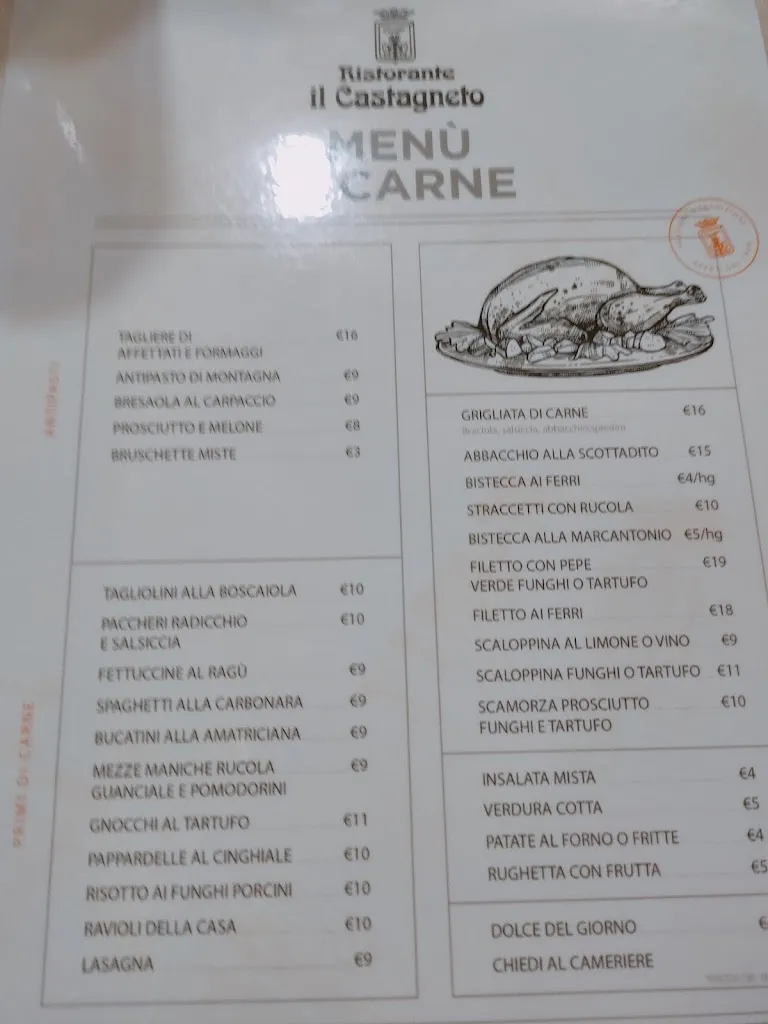 Ristorante
il Castagneto
MENÙ
CARNE
ANTIPASTI
TAGLIERE DI €16
AFFETTATI E FORMAGGI
ANTIPASTO DI MONTAGNA €9
BRESAOLA AL CARPACCIO €9
PROSCIUTTO E MELONE €8
BRUSCHETTE MISTE €3
PRIMI DI CARNE
TAGLIOLINI ALLA BOSCAIOLA €10
PACCHERI RADICCHIO €10
E SALSICCIA
FETTUCCINE AL RAGÙ €9
SPAGHETTI ALLA CARBONARA €9
BUCATINI ALLA AMATRICIANA €9
MEZZE MANICHE RUCOLA €9
GUANCIALE E POMODORINI
GNOCCHI AL TARTUFO €11
PAPPARDELLE AL CINGHIALE €10
RISOTTO AI FUNGHI PORCINI €10
RAVIOLI DELLA CASA €10
LASAGNA €9
GRIGLIATA DI CARNE €16
Braciola, salsiccia, abbacchio,
ABBACCHIO ALLA SCOTTADITO €15
BISTECCA AI FERRI €4/hg
STRACCETTI CON RUCOLA €10
BISTECCA ALLA MARCANTONIO €5/hg
FILETTO CON PEPE €19
VERDE FUNGHI O TARTUFO
FILETTO AI FERRI €18
SCALOPPINA AL LIMONE O VINO €9
SCALOPPINA FUNGHI O TARTUFO €11
SCAMORZA PROSCIUTTO €10
FUNGHI E TARTUFO
INSALATA MISTA €4
VERDURA COTTA €5
PATATE AL FORNO O FRITTE €4
RUGHETTA CON FRUTTA €5
DOLCE DEL GIORNO €
CHIEDI AL CAMERIERE